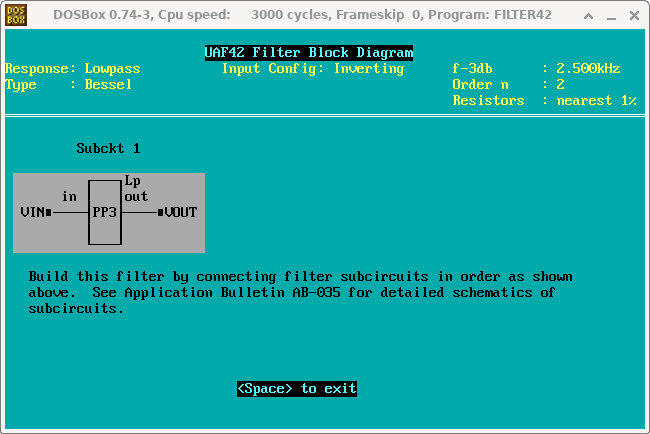 DOSBox 0.74-3, Cpu speed:    3000 cycles, Frameskip  0, Program: FILTER42
UAF42 Filter Block Diagram
Response: Lowpass          Input Config: Inverting      f-3db      : 2.500kHz
Type    : Bessel                                        Order n    : 2
Resistors  : nearest 1%
Subckt 1
Lp
in      out
VIN PP3 VOUT
Build this filter by connecting filter subcircuits in order as shown
above.  See Application Bulletin AB-035 for detailed schematics of
subcircuits.
<Space> to exit